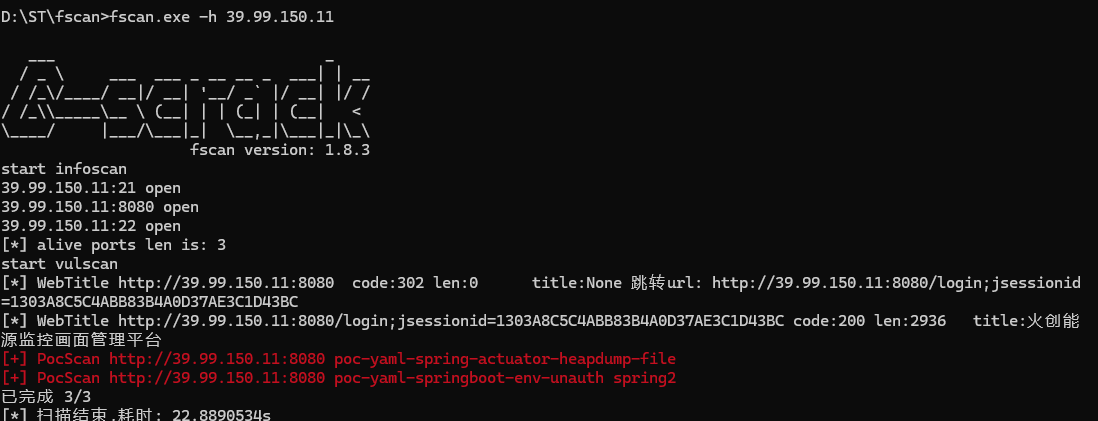 D:\ST\fscan>fscan.exe -h 39.99.150.11
   ___                              _
  / _ \     ___  ___ _ __ __ _  ___| | __
 / /_\/____/ __|/ __| '__/ _` |/ __| |/ /
/ /_\\_____\__ \ (__| | | (_| | (__|   <
\____/     |___/\___|_|  \__,_|\___|_|\_\
                     fscan version: 1.8.3
start infoscan
39.99.150.11:21 open
39.99.150.11:8080 open
39.99.150.11:22 open
[*] alive ports len is: 3
start vulscan
[*] WebTitle http://39.99.150.11:8080  code:302 len:0      title:None 跳转url: http://39.99.150.11:8080/login;jsessionid
=1303A8C5C4ABB83B4A0D37AE3C1D43BC
[*] WebTitle http://39.99.150.11:8080/login;jsessionid=1303A8C5C4ABB83B4A0D37AE3C1D43BC code:200 len:2936   title:火创能
源监控画面管理平台
[+] PocScan http://39.99.150.11:8080 poc-yaml-spring-actuator-heapdump-file
[+] PocScan http://39.99.150.11:8080 poc-yaml-springboot-env-unauth spring2
已完成 3/3
[*] 扫描结束,耗时: 22.8890534s